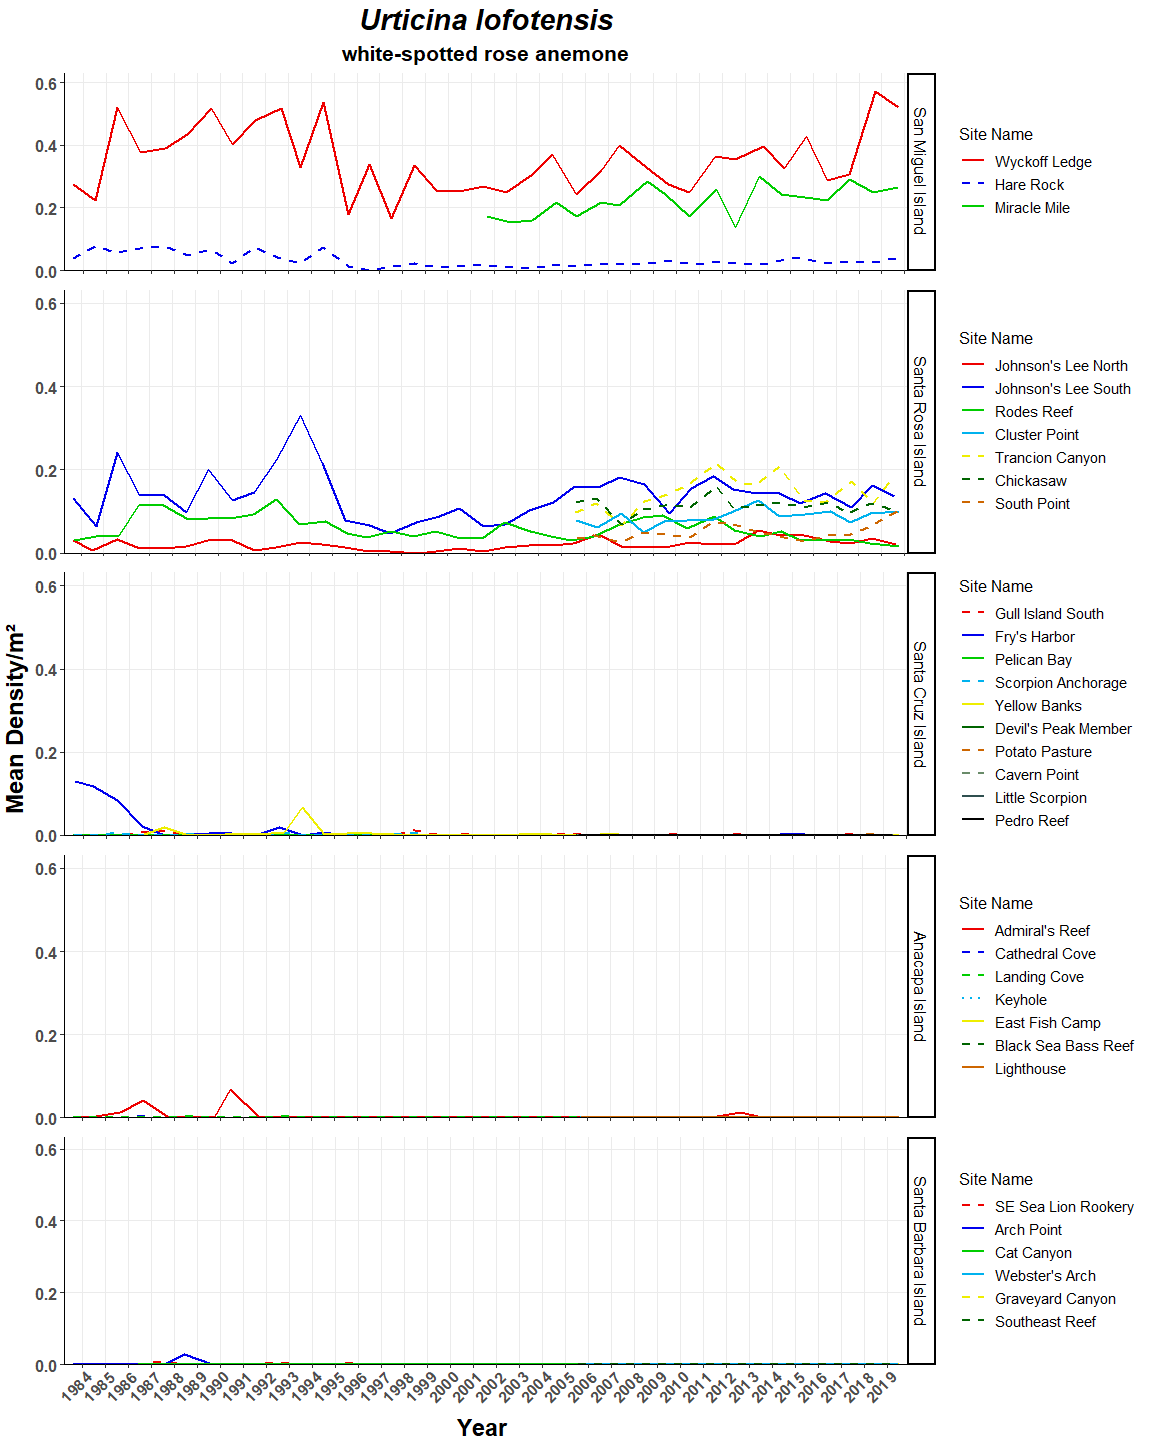 Urticina lofotensis
white-spotted rose anemone
Mean Density/m²
0.6
0.4
0.2
0.0
San Miguel Island
Site Name
Wyckoff Ledge
Hare Rock
Miracle Mile
0.6
0.4
0.2
0.0
Santa Rosa Island
Site Name
Johnson's Lee North
Johnson's Lee South
Rodes Reef
Cluster Point
Trancion Canyon
Chickasaw
South Point
0.6
0.4
0.2
0.0
Santa Cruz Island
Site Name
Gull Island South
Fry's Harbor
Pelican Bay
Scorpion Anchorage
Yellow Banks
Devil's Peak Member
Potato Pasture
Cavern Point
Little Scorpion
Pedro Reef
0.6
0.4
0.2
0.0
Anacapa Island
Site Name
Admiral's Reef
Cathedral Cove
Landing Cove
Keyhole
East Fish Camp
Black Sea Bass Reef
Lighthouse
0.6
0.4
0.2
0.0
Santa Barbara Island
Site Name
SE Sea Lion Rookery
Arch Point
Cat Canyon
Webster's Arch
Graveyard Canyon
Southeast Reef
1984 1985 1986 1987 1988 1989 1990 1991 1992 1993 1994 1995 1996 1997 1998 1999 2000 2001 2002 2003 2004 2005 2006 2007 2008 2009 2010 2011 2012 2013 2014 2015 2016 2017 2018 2019
Year